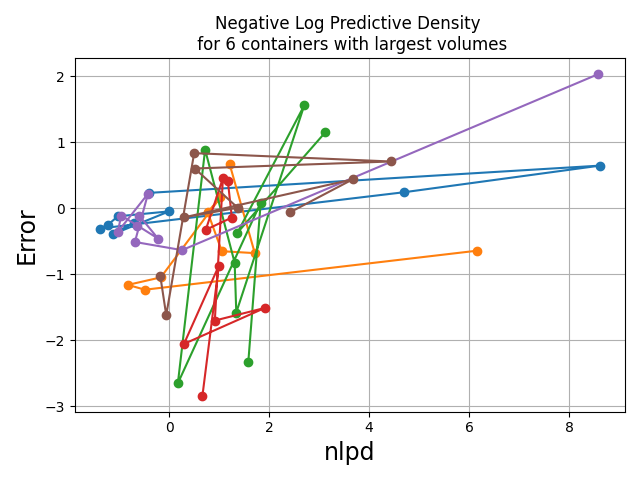 Negative Log Predictive Density
for 6 containers with largest volumes
2
1
0
−1
−2
−3
Error
0 2 4 6 8
nlpd